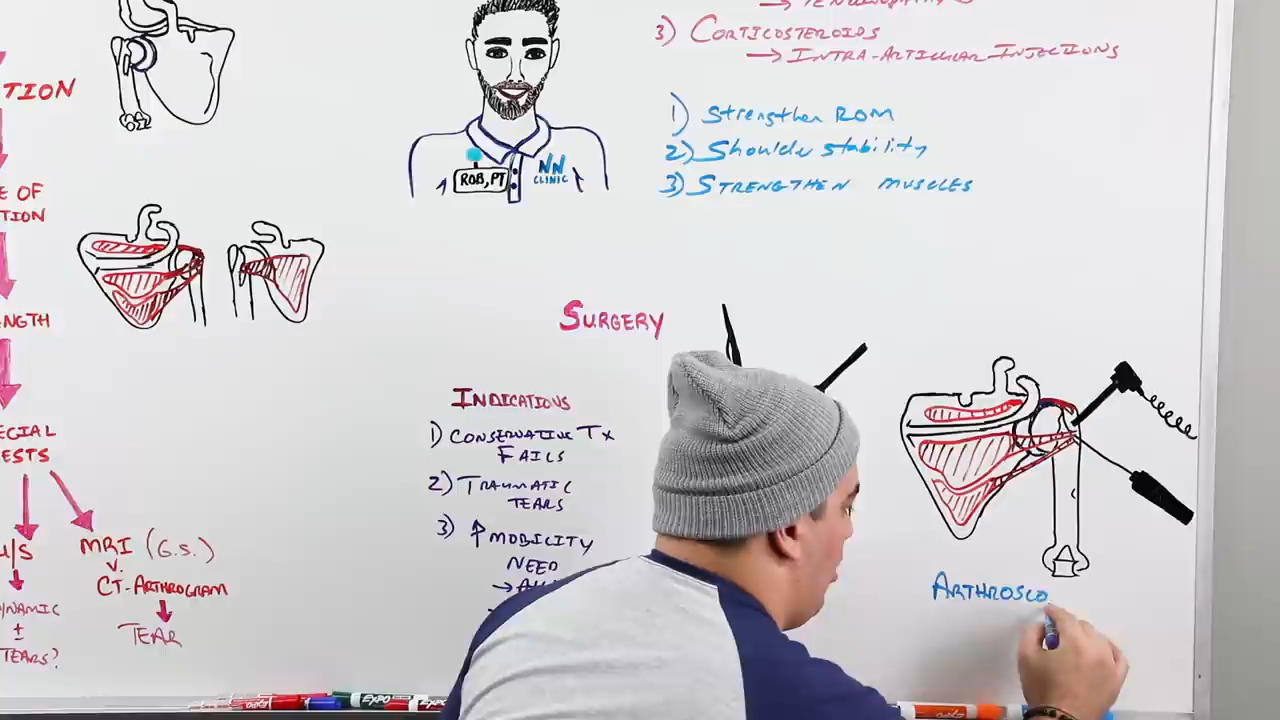 TION
E OF
TION
NGTH
ECIAL
ESTS
U/S
YNAMIC
±
TEARS?
MRI (G.S.)
V.
CT-ARTHROGRAM
TEAR
ROB, PT
NN
CLINIC
3) CORTICOSTEROIDS
→ INTRA-ARTICULAR INJECTIONS
1) Strengthen ROM
2) Shoulder stability
3) STRENGTHEN MUSCLES
SURGERY
INDICATIONS
1) CONSERVATIVE Tx
FAILS
2) TRAUMATIC
TEARS
3) ↑ MOBILITY
NEED
ARTHROSCO
EXPO
EXPO